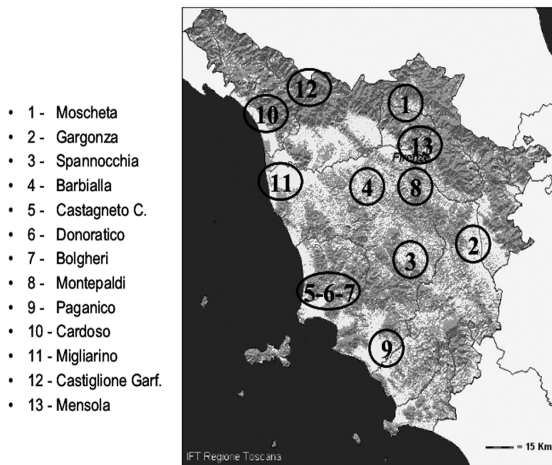 • 1 - Moscheta
• 2 - Gargonza
• 3 - Spannocchia
• 4 - Barbialla
• 5 - Castagneto C.
• 6 - Donoratico
• 7 - Bolgheri
• 8 - Montepaldi
• 9 - Paganico
• 10 - Cardoso
• 11 - Migliarino
• 12 - Castiglione Garf.
• 13 - Mensola
12
1
10
13
Firenze
11
4
8
2
3
5-6-7
9
IFT Regione Toscana
= 15 Km